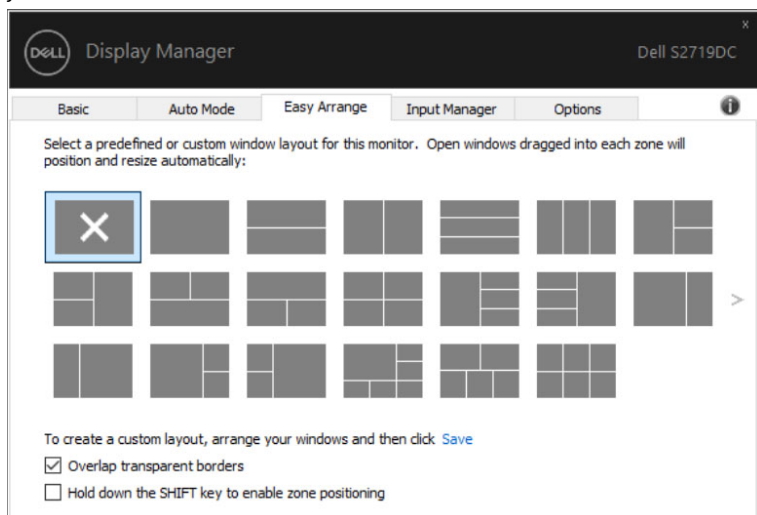 x
DELL Display Manager Dell S2719DC
Basic Auto Mode Easy Arrange Input Manager Options i
Select a predefined or custom window layout for this monitor. Open windows dragged into each zone will
position and resize automatically:
>
To create a custom layout, arrange your windows and then click Save
Overlap transparent borders
Hold down the SHIFT key to enable zone positioning